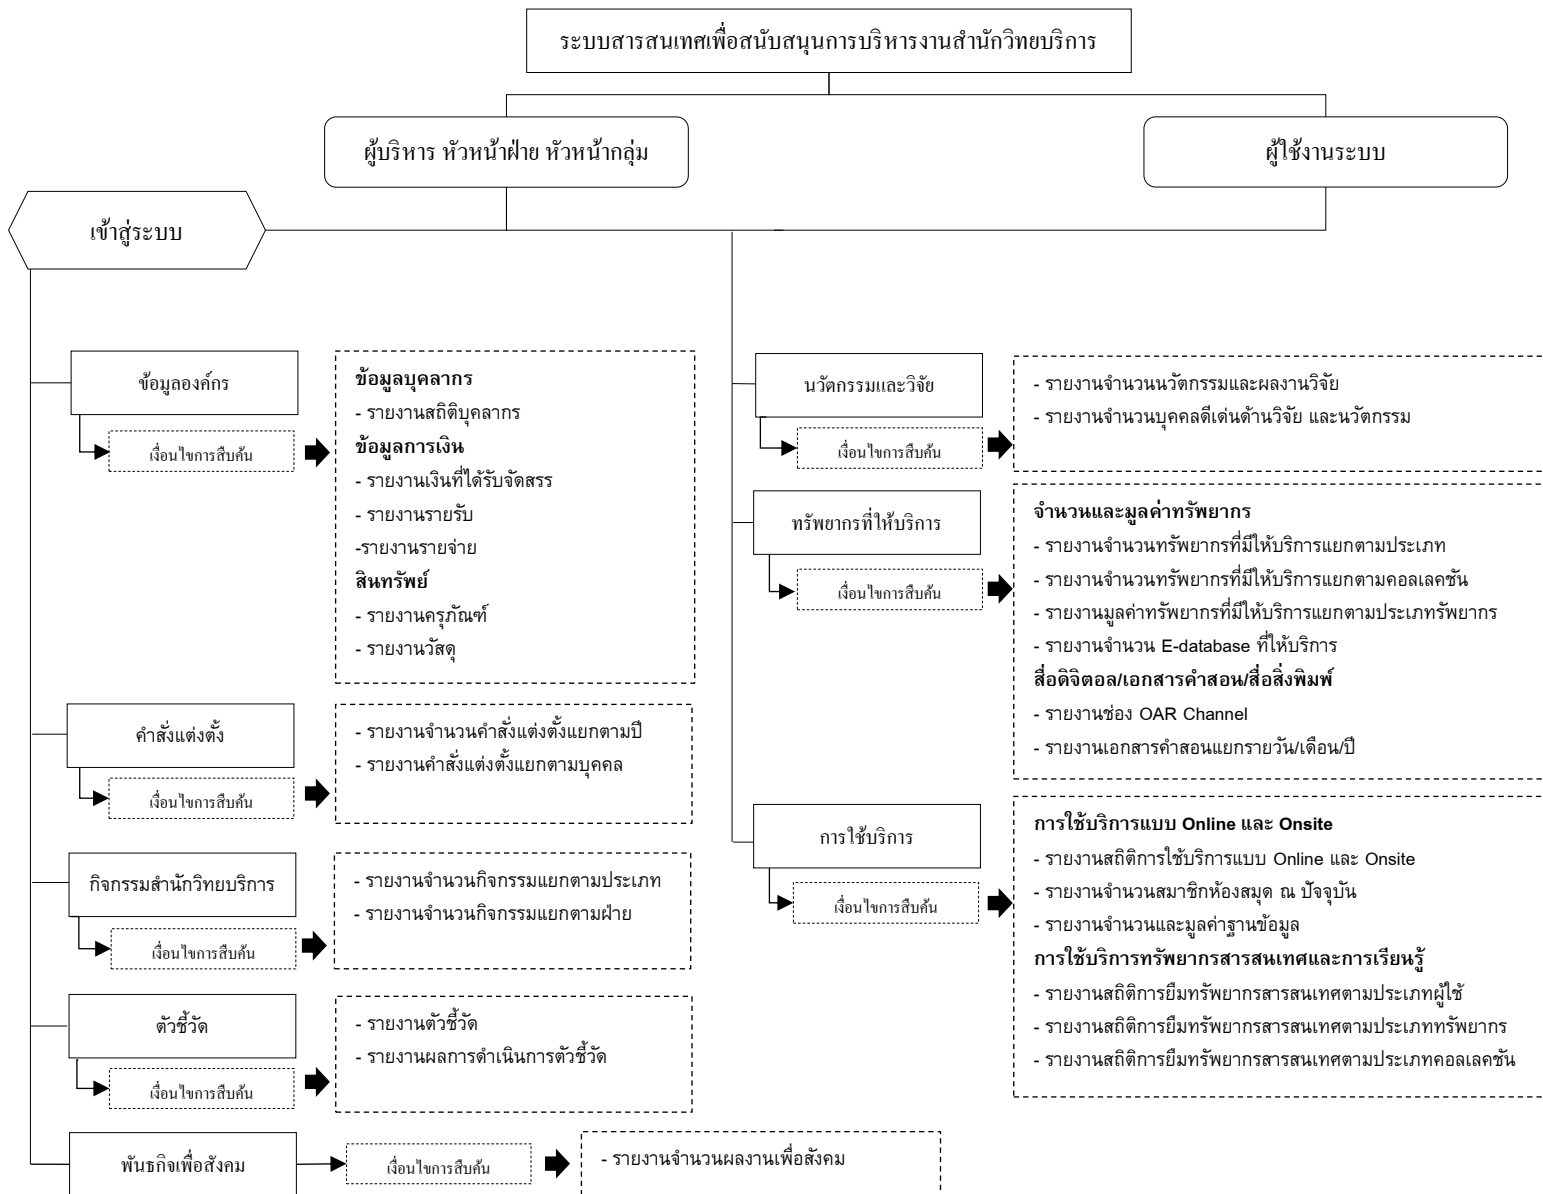 ระบบสารสนเทศเพื่อสนับสนุนการบริหารงานสำนักวิทยบริการ
ผู้บริหาร หัวหน้าฝ่าย หัวหน้ากลุ่ม
ผู้ใช้งานระบบ
เข้าสู่ระบบ
ข้อมูลองค์กร
เงื่อนไขการสืบค้น
ข้อมูลบุคลากร
- รายงานสถิติบุคลากร
ข้อมูลการเงิน
- รายงานเงินที่ได้รับจัดสรร
- รายงานรายรับ
-รายงานรายจ่าย
สินทรัพย์
- รายงานครุภัณฑ์
- รายงานวัสดุ
คำสั่งแต่งตั้ง
เงื่อนไขการสืบค้น
- รายงานจำนวนคำสั่งแต่งตั้งแยกตามปี
- รายงานคำสั่งแต่งตั้งแยกตามบุคคล
กิจกรรมสำนักวิทยบริการ
เงื่อนไขการสืบค้น
- รายงานจำนวนกิจกรรมแยกตามประเภท
- รายงานจำนวนกิจกรรมแยกตามฝ่าย
ตัวชี้วัด
เงื่อนไขการสืบค้น
- รายงานตัวชี้วัด
- รายงานผลการดำเนินการตัวชี้วัด
พันธกิจเพื่อสังคม
เงื่อนไขการสืบค้น
- รายงานจำนวนผลงานเพื่อสังคม
นวัตกรรมและวิจัย
เงื่อนไขการสืบค้น
- รายงานจำนวนนวัตกรรมและผลงานวิจัย
- รายงานจำนวนบุคคลดีเด่นด้านวิจัย และนวัตกรรม
ทรัพยากรที่ให้บริการ
เงื่อนไขการสืบค้น
จำนวนและมูลค่าทรัพยากร
- รายงานจำนวนทรัพยากรที่มีให้บริการแยกตามประเภท
- รายงานจำนวนทรัพยากรที่มีให้บริการแยกตามคอลเลคชัน
- รายงานมูลค่าทรัพยากรที่มีให้บริการแยกตามประเภททรัพยากร
- รายงานจำนวน E-database ที่ให้บริการ
สื่อดิจิตอล/เอกสารคำสอน/สื่อสิ่งพิมพ์
- รายงานช่อง OAR Channel
- รายงานเอกสารคำสอนแยกรายวัน/เดือน/ปี
การใช้บริการ
เงื่อนไขการสืบค้น
การใช้บริการแบบ Online และ Onsite
- รายงานสถิติการใช้บริการแบบ Online และ Onsite
- รายงานจำนวนสมาชิกห้องสมุด ณ ปัจจุบัน
- รายงานจำนวนและมูลค่าฐานข้อมูล
การใช้บริการทรัพยากรสารสนเทศและการเรียนรู้
- รายงานสถิติการยืมทรัพยากรสารสนเทศตามประเภทผู้ใช้
- รายงานสถิติการยืมทรัพยากรสารสนเทศตามประเภททรัพยากร
- รายงานสถิติการยืมทรัพยากรสารสนเทศตามประเภทคอลเลคชัน